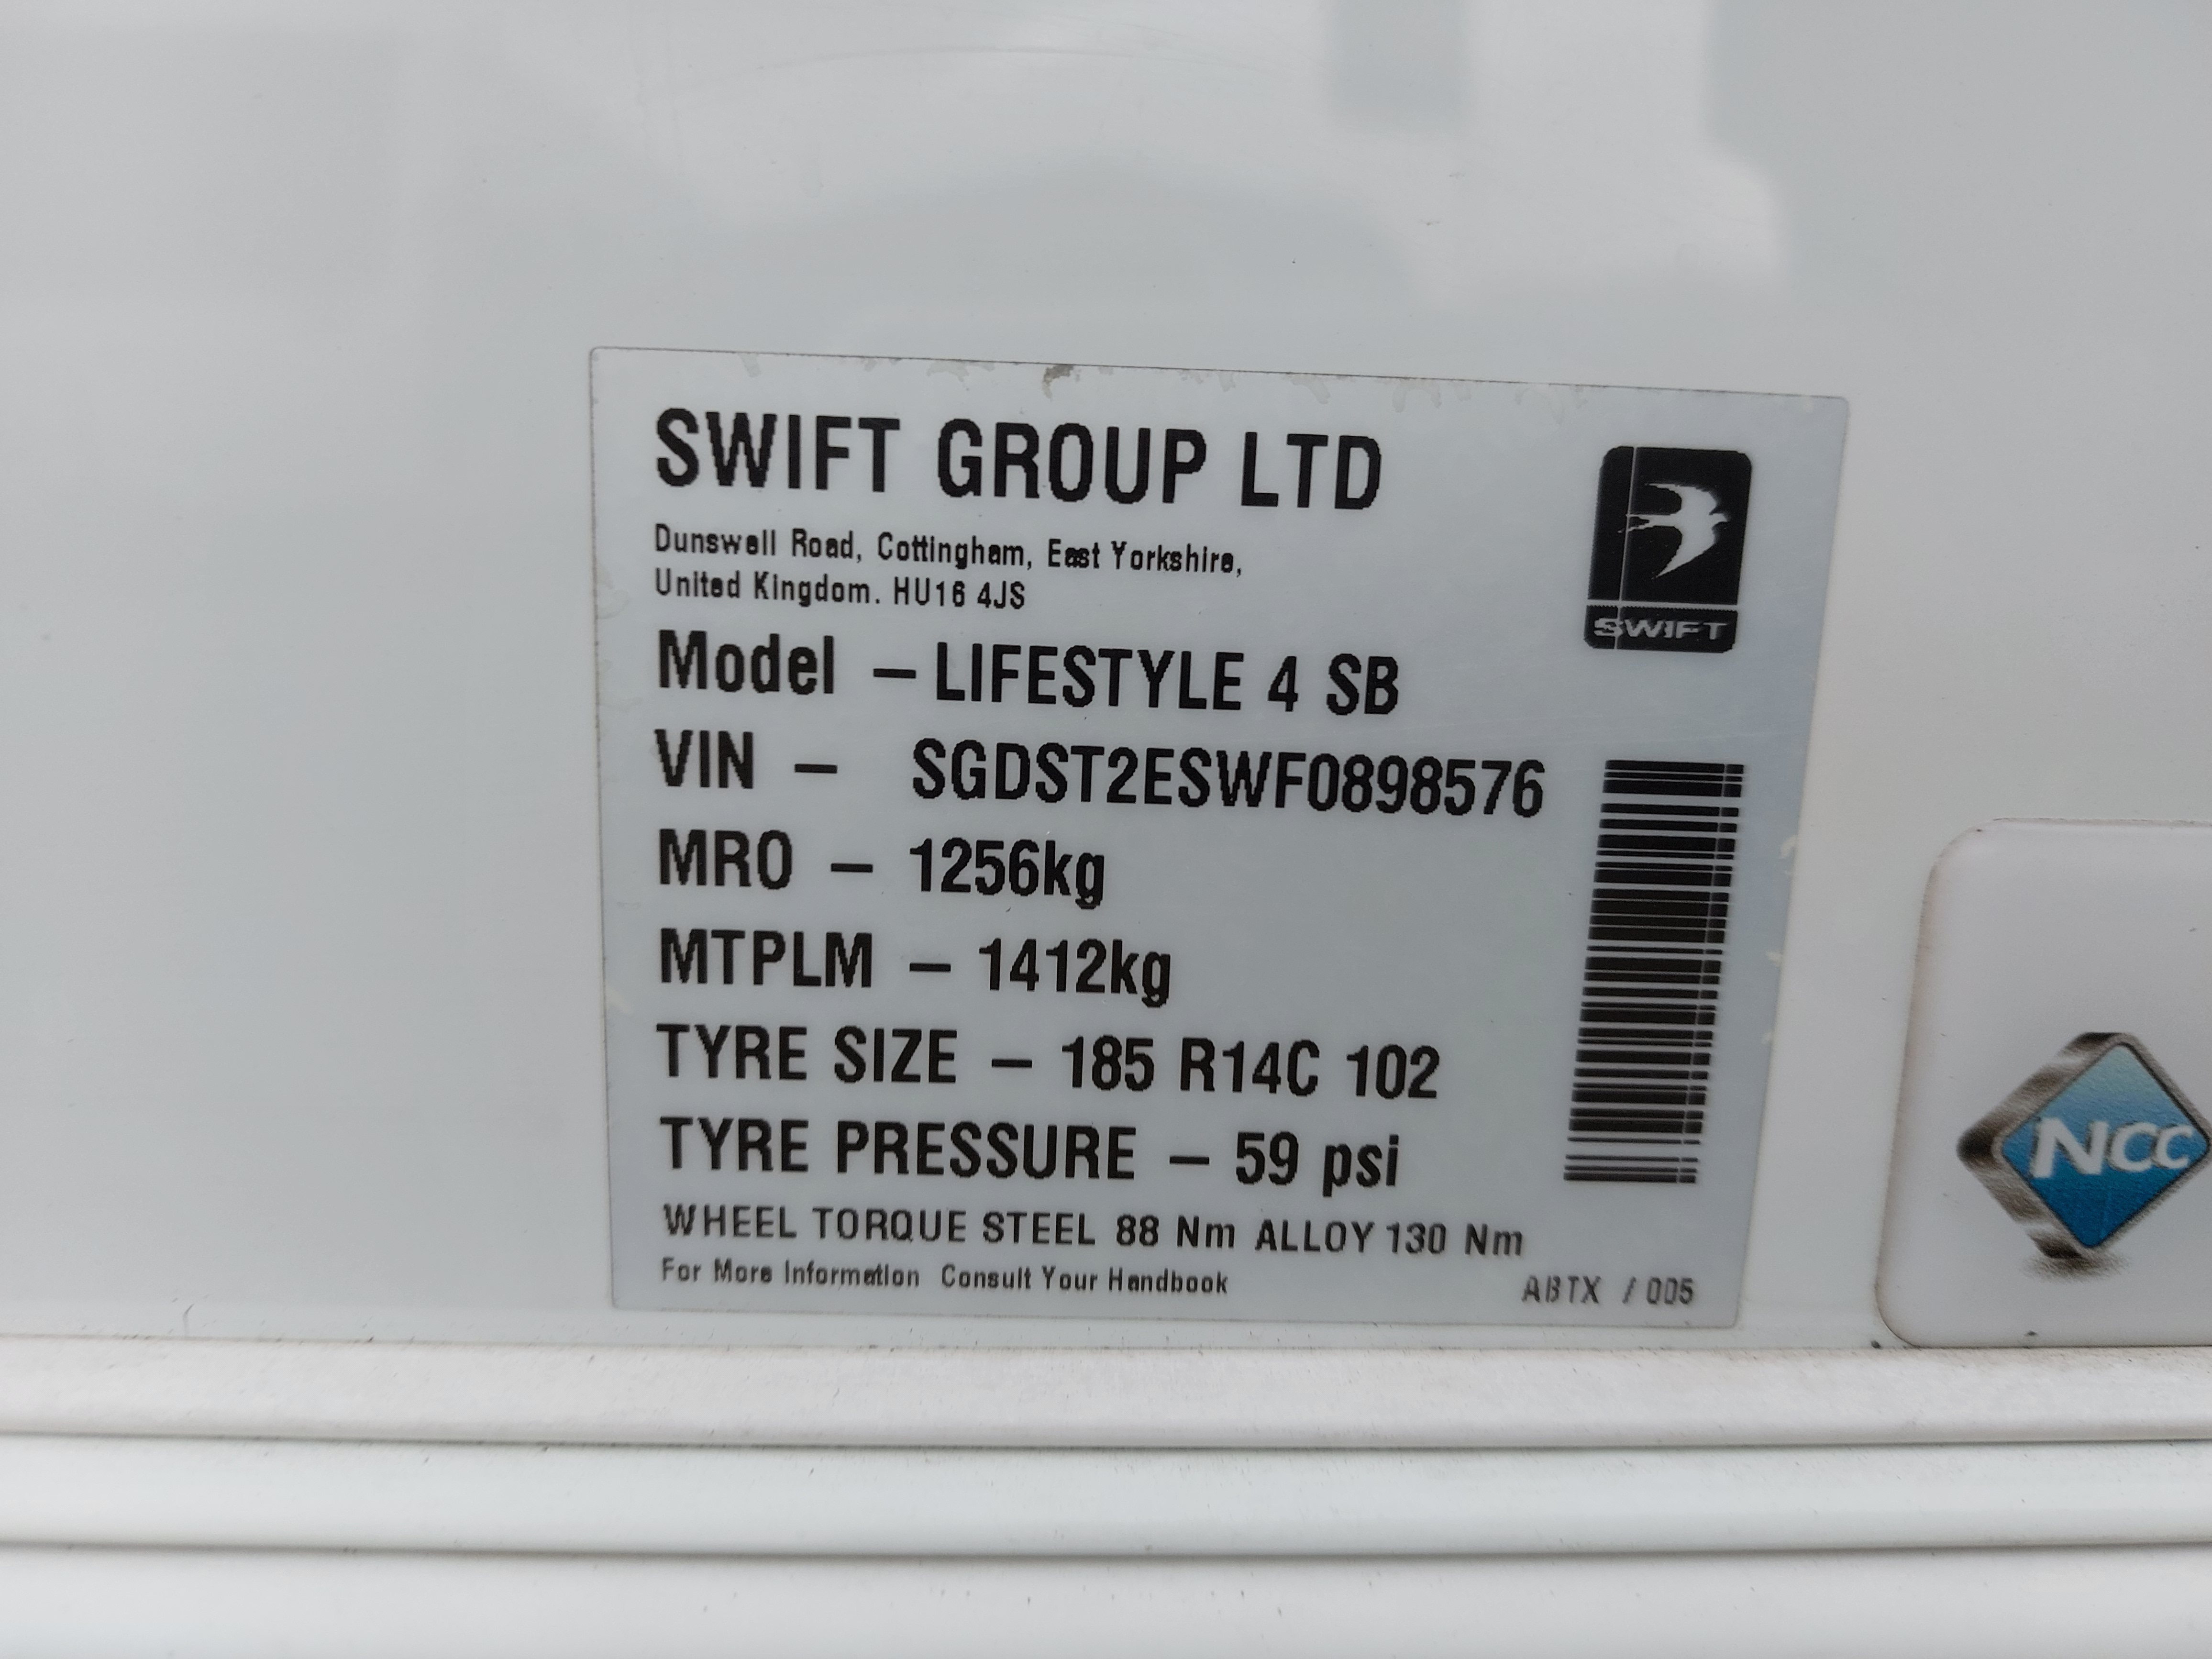 SWIFT GROUP LTD
Dunswell Road, Cottingham, East Yorkshire,
United Kingdom. HU16 4JS
SWIFT
Model – LIFESTYLE 4 SB
VIN – SGDST2ESWF0898576
MRO – 1256kg
MTPLM – 1412kg
TYRE SIZE – 185 R14C 102
TYRE PRESSURE – 59 psi
WHEEL TORQUE STEEL 88 Nm ALLOY 130 Nm
For More Information Consult Your Handbook
ABTX / 005
NCC